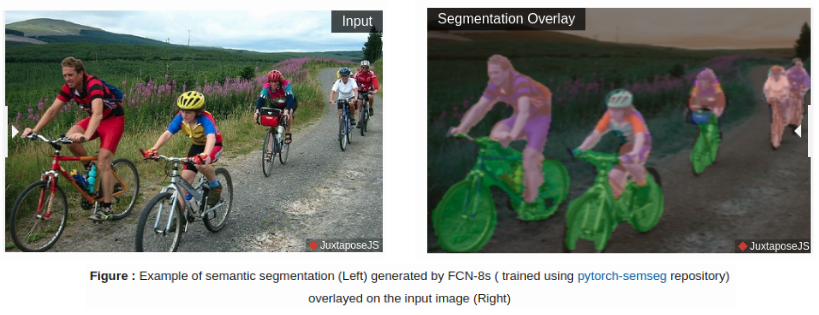 Input
Segmentation Overlay
JuxtaposeJS
JuxtaposeJS
Figure : Example of semantic segmentation (Left) generated by FCN-8s ( trained using pytorch-semseg repository)
overlayed on the input image (Right)